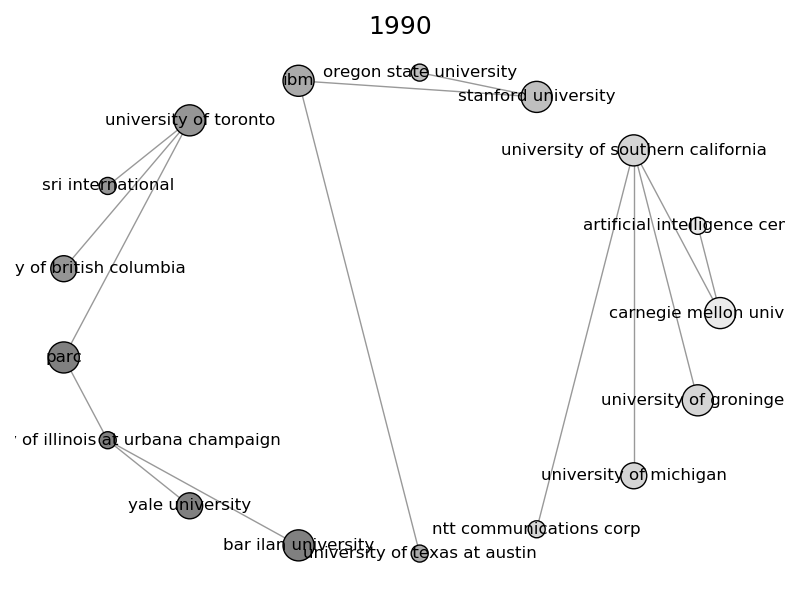 1990
oregon state university
ibm
stanford university
university of toronto
university of southern california
sri international
artificial intelligence cer
y of british columbia
carnegie mellon univ
parc
university of groninge
of illinois at urbana champaign
university of michigan
yale university
ntt communications corp
bar ilan university
university of texas at austin